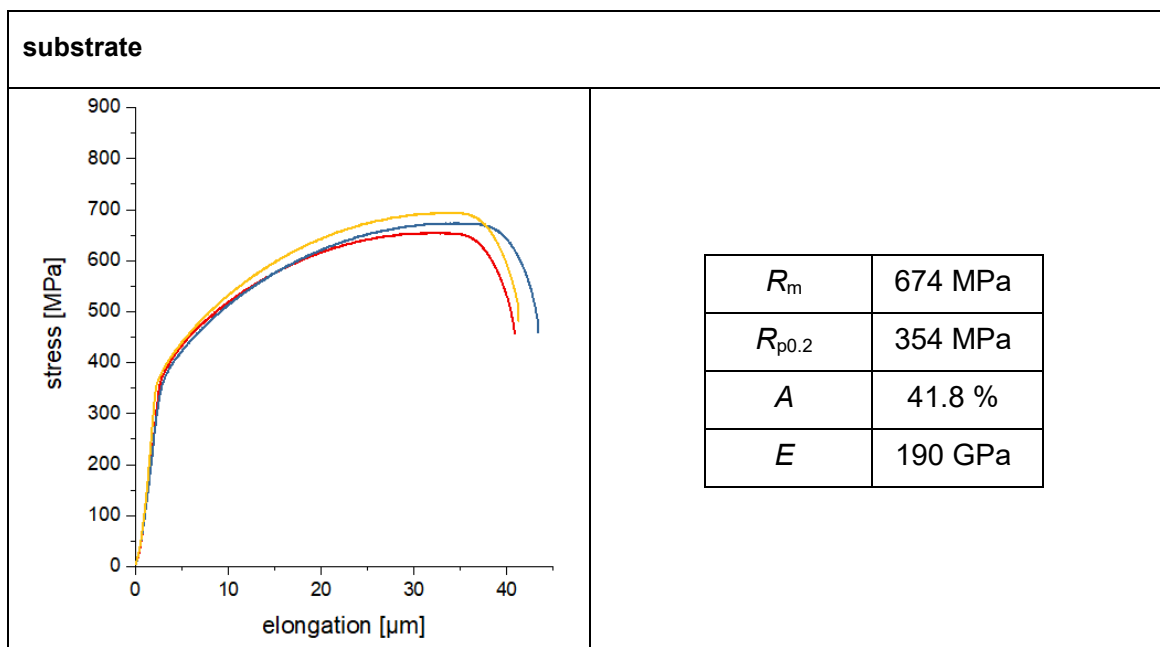 substrate
900
800
700
600
500
400
300
200
100
0
stress [MPa]
0 10 20 30 40
elongation [µm]
Rm 674 MPa
Rp0.2 354 MPa
A 41.8 %
E 190 GPa